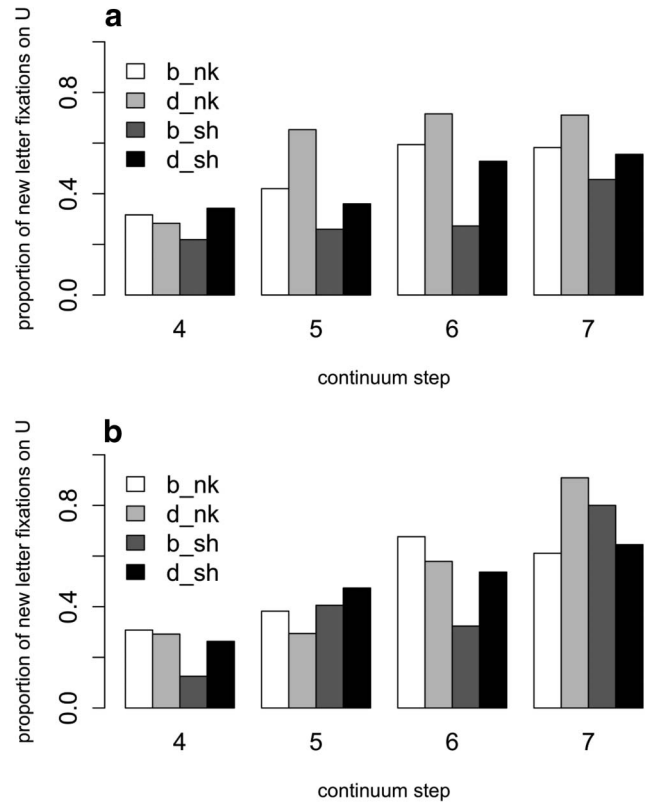 a
proportion of new letter fixations on U
0.0 0.4 0.8
b_nk
d_nk
b_sh
d_sh
4 5 6 7
continuum step
b
proportion of new letter fixations on U
0.0 0.4 0.8
b_nk
d_nk
b_sh
d_sh
4 5 6 7
continuum step